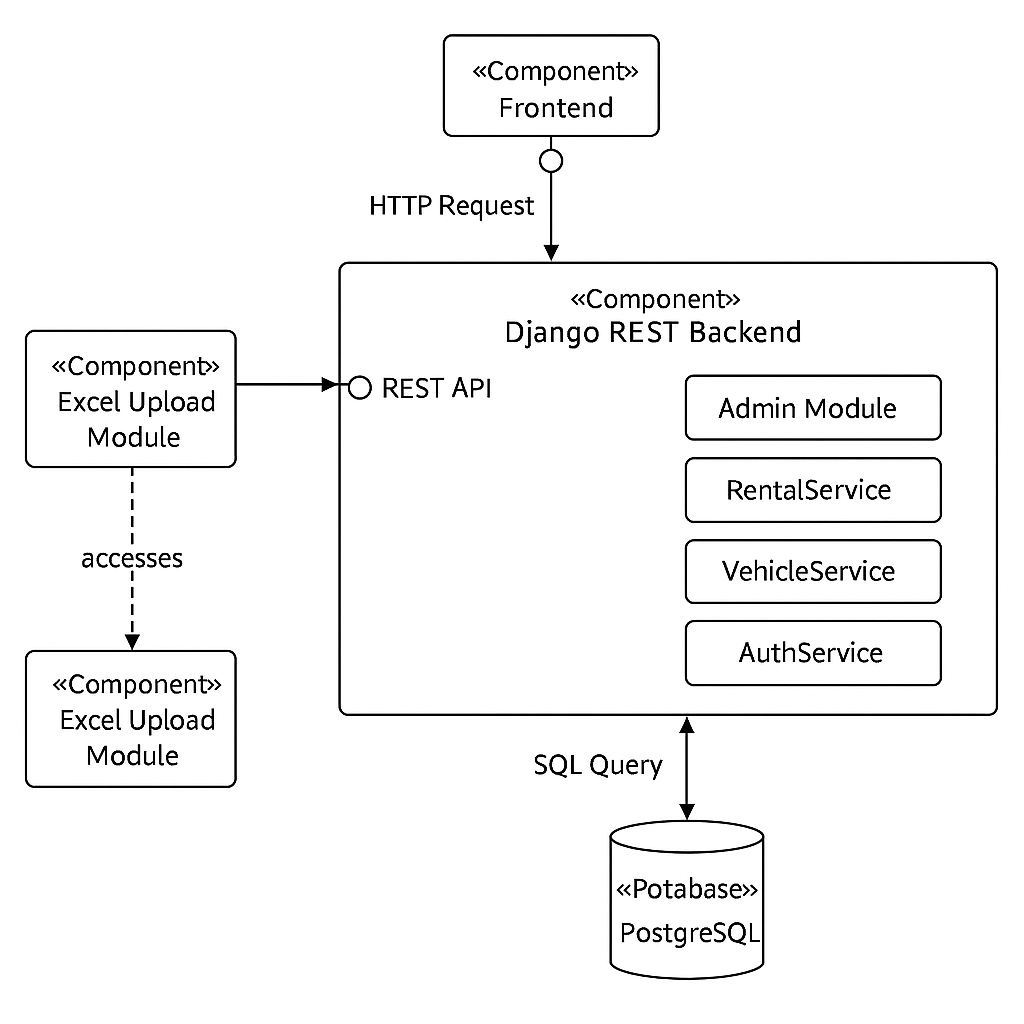 «Component»
Frontend
HTTP Request
«Component»
Django REST Backend
«Component»
Excel Upload
Module
REST API
Admin Module
RentalService
VehicleService
AuthService
accesses
«Component»
Excel Upload
Module
SQL Query
«Potabase»
PostgreSQL